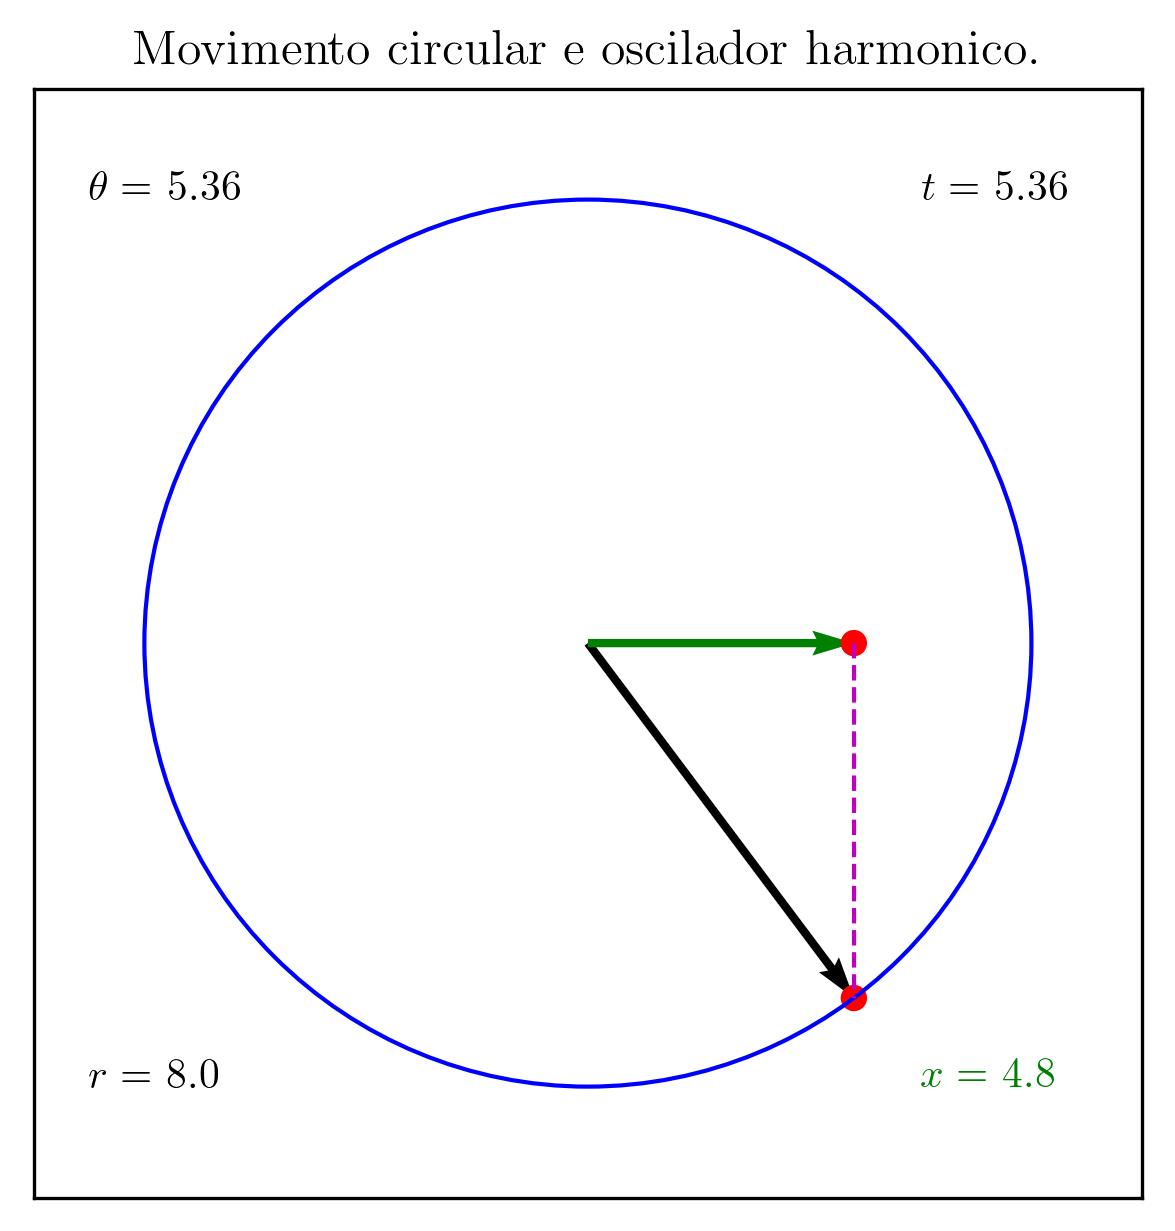 Movimento circular e oscilador harmonico.
θ = 5.36
t = 5.36
r = 8.0
x = 4.8